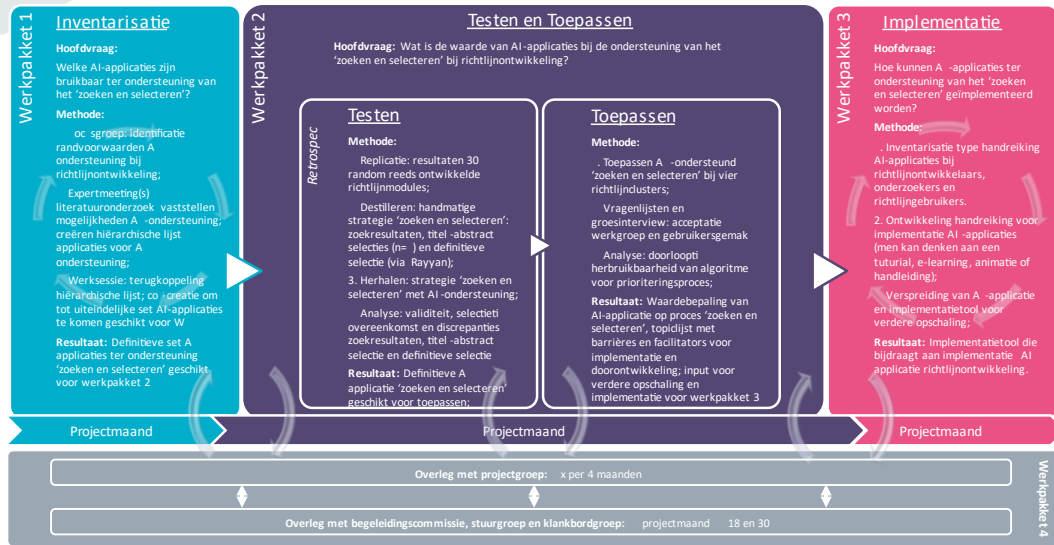 Werkpakket 1
Inventarisatie
Hoofdvraag:
Welke AI-applicaties zijn
bruikbaar ter ondersteuning van
het ‘zoeken en selecteren’?
Methode:
oc sgroep: identificatie
randvoorwaarden A
ondersteuning bij
richtlijnontwikkeling;
Expertmeeting(s)
literatuuronderzoek vaststellen
mogelijkheden A -ondersteuning;
creëren hiërarchische lijst
applicaties voor A
ondersteuning;
Werksessie: terugkoppeling
hiërarchische lijst; co -creatie om
tot uiteindelijke set AI-applicaties
te komen geschikt voor W
Resultaat: Definitieve set A
applicaties ter ondersteuning
‘zoeken en selecteren’ geschikt
voor werkpakket 2
Werkpakket 2
Testen en Toepassen
Hoofdvraag: Wat is de waarde van AI-applicaties bij de ondersteuning van het
‘zoeken en selecteren’ bij richtlijnontwikkeling?
Retrospec
Testen
Methode:
Replicatie: resultaten 30
random reeds ontwikkelde
richtlijnmodules;
Destilleren: handmatige
strategie ‘zoeken en selecteren’:
zoekresultaten, titel -abstract
selecties (n= ) en definitieve
selectie (via Rayyan);
3. Herhalen: strategie ‘zoeken en
selecteren’ met AI -ondersteuning;
Analyse: validiteit, selectieti
overeenkomst en discrepanties
zoekresultaten, titel -abstract
selectie en definitieve selectie
Resultaat: Definitieve A
applicatie ‘zoeken en selecteren’
geschikt voor toepassen;
Toepassen
Methode:
. Toepassen A -ondersteund
‘zoeken en selecteren’ bij vier
richtlijnclusters;
Vragenlijsten en
groesinterview: acceptatie
werkgroep en gebruikersgemak
Analyse: doorloopti
herbruikbaarheid van algoritme
voor prioriteringsproces;
Resultaat: Waardebepaling van
AI-applicatie op proces ‘zoeken en
selecteren’, topidijst met
barrières en facilitators voor
implementatie en
doorontwikkeling; input voor
verdere opschaling en
implementatie voor werkpakket 3
Werkpakket 3
Implementatie
Hoofdvraag:
Hoe kunnen A -applicaties ter
ondersteuning van het ‘zoeken
en selecteren’ geïmplementeerd
worden?
Methode:
. Inventarisatie type handreiking
AI-applicaties bij
richtlijnontwikkelaars,
onderzoekers en
richtlijngebruikers.
2. Ontwikkeling handreiking voor
implementatie AI -applicaties
(men kan denken aan een
tuturial, e-learning, animatie of
handleiding);
Verspreiding van A -applicatie
en implementatietool voor
verdere opschaling;
Resultaat: Implementatietool die
bijdraagt aan implementatie AI
applicatie richtlijnontwikkeling.
Projectmaand
Projectmaand
Projectmaand
Werkpakket 4
Overleg met projectgroep: x per 4 maanden
Overleg met begeleidingscommissie, stuurgroep en klankbordgroep: projectmaand 18 en 30